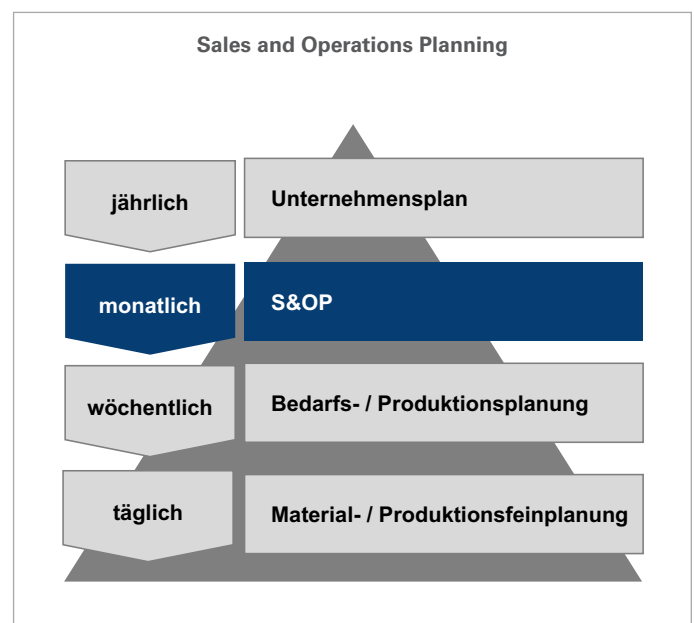 Sales and Operations Planning
jährlich
Unternehmensplan
monatlich
S&OP
wöchentlich
Bedarfs- / Produktionsplanung
täglich
Material- / Produktionsfeinplanung